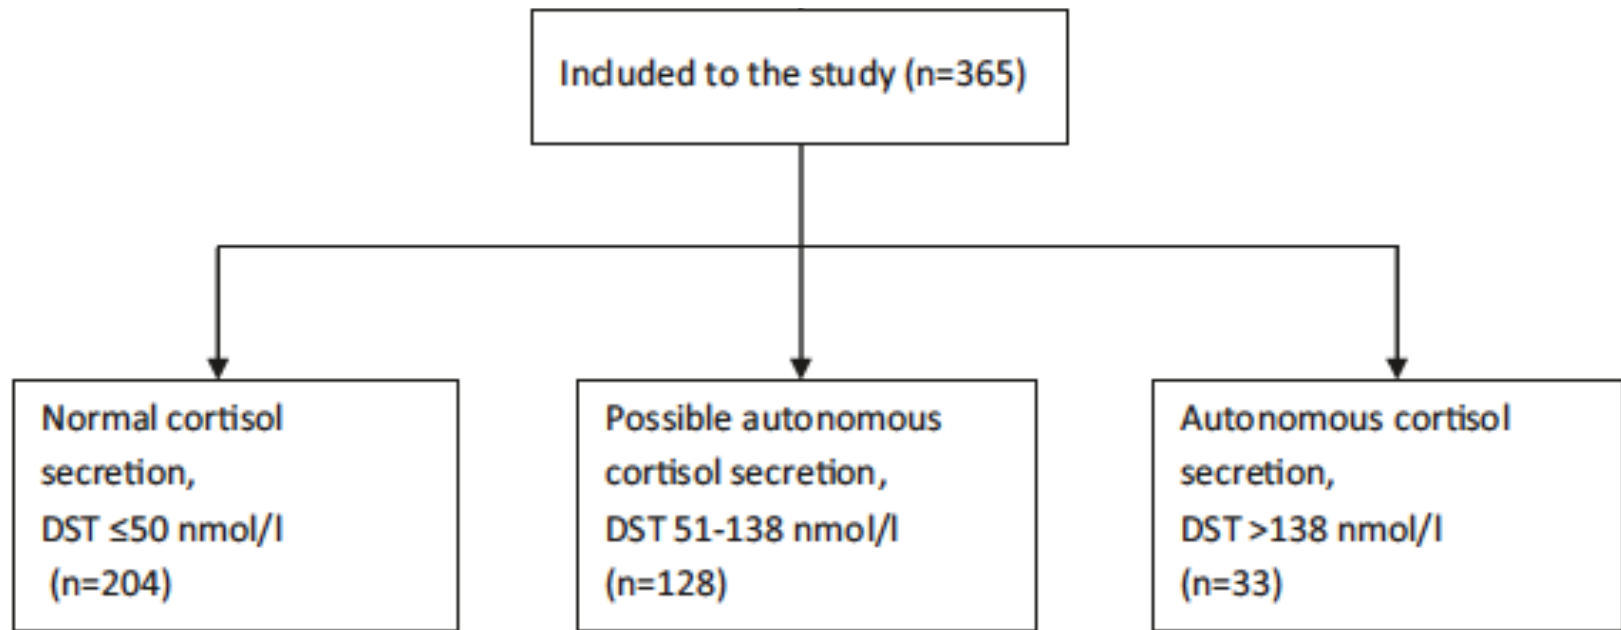 Included to the study (n=365)
Normal cortisol
secretion,
DST ≤50 nmol/l
(n=204)
Possible autonomous
cortisol secretion,
DST 51-138 nmol/l
(n=128)
Autonomous cortisol
secretion,
DST >138 nmol/l
(n=33)